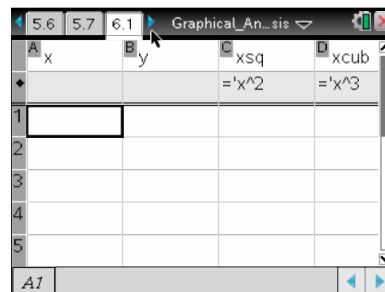 5.6 5.7 6.1 Graphical_An...sis
A x B y C xsq D xcub
='x^2 ='x^3
1
2
3
4
5
A1